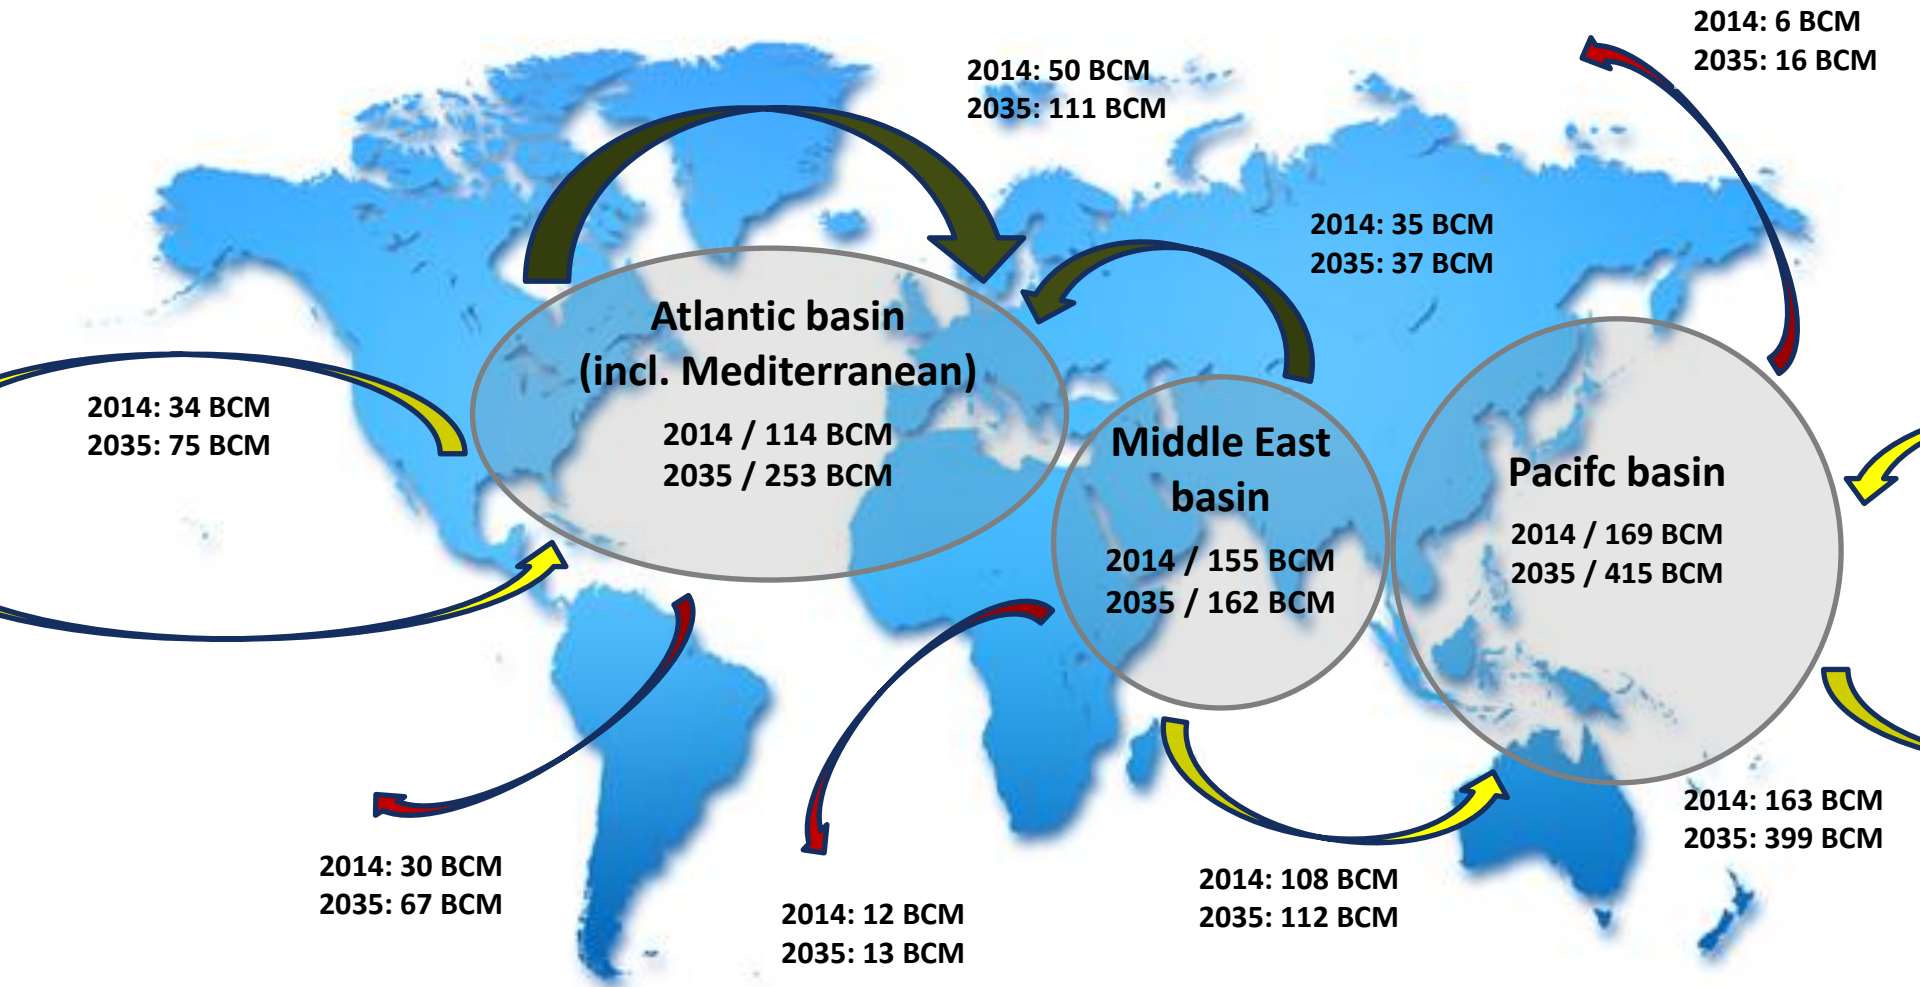 2014: 6 BCM
2035: 16 BCM
2014: 50 BCM
2035: 111 BCM
2014: 35 BCM
2035: 37 BCM
Atlantic basin
(incl. Mediterranean)
2014 / 114 BCM
2035 / 253 BCM
2014: 34 BCM
2035: 75 BCM
Middle East
basin
2014 / 155 BCM
2035 / 162 BCM
Pacifc basin
2014 / 169 BCM
2035 / 415 BCM
2014: 163 BCM
2035: 399 BCM
2014: 30 BCM
2035: 67 BCM
2014: 12 BCM
2035: 13 BCM
2014: 108 BCM
2035: 112 BCM